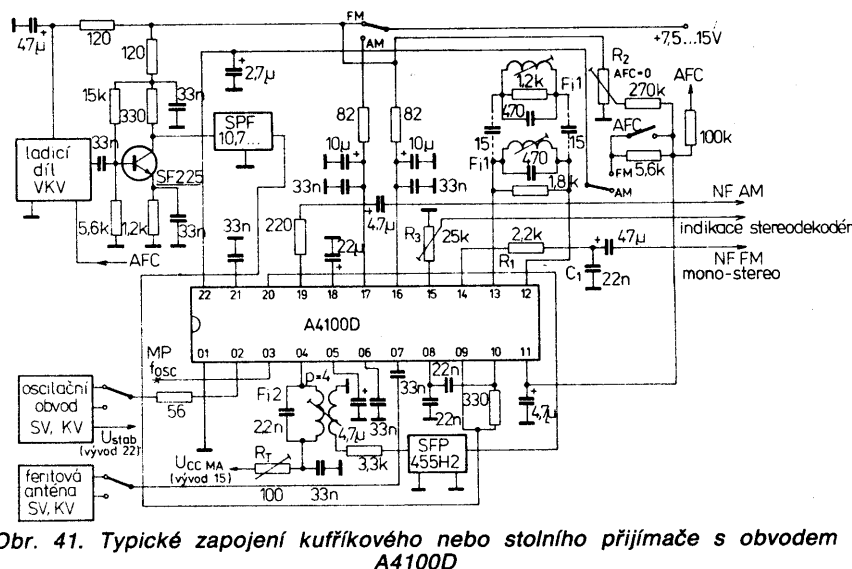 FM
47µ
120
AM
+7,5...15V
120
2,7µ
R2
AFC=0
AFC
1,2k
Fi1
270k
15k
330
33n
82
82
470
100k
SPF
10,7...
AFC
15
15
33n
10µ
10µ
ladicí
díl
VKV
SF225
Fi1
470
FM
5,6k
33n
33n
1,8k
AM
NF AM
5,6k
1,2k
33n
33n
220
4,7µ
R3
25k
indikace stereodekodéru
22µ
2,2k
47µ
R1
C1
22n
NF FM
mono-stereo
AFC
22 21 20 19 18 17 16 15 14 13 12
A4100D
01 02 03 04 05 06 07 08 09 10 11
MP
fosc
p=4
33n
22n
oscilační
obvod
SV, KV
56
Fi2
2,2n
22n
330
4,7µ
4,7µ
33n
Ustab
(vývod 22)
RT
3,3k
SFP
455H2
UCC MA
(vývod 15)
feritová
anténa
SV, KV
100
33n
Obr. 41. Typické zapojení kufříkového nebo stolního přijímače s obvodem
A4100D